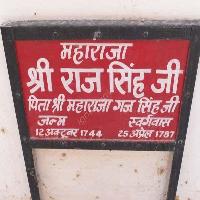 महाराजा
श्री राज सिंह जी
पिता श्री महाराजा गज सिंह जी
जन्म स्वर्गवास
12 अक्टूबर 1744 25 अप्रेल 1787